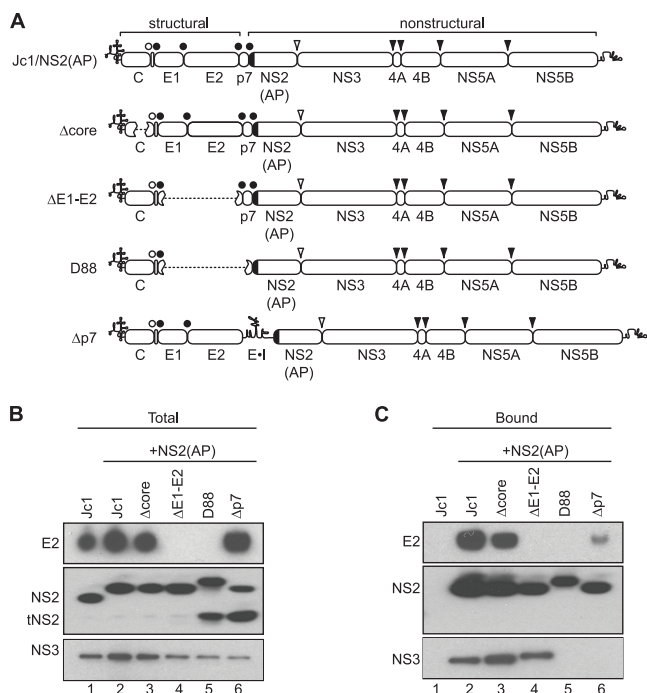 A
structural
nonstructural
Jc1/NS2(AP)
C E1 E2 p7 NS2 NS3 4A 4B NS5A NS5B
(AP)
Δcore
C E1 E2 p7 NS2 NS3 4A 4B NS5A NS5B
(AP)
ΔE1-E2
C p7 NS2 NS3 4A 4B NS5A NS5B
(AP)
D88
C NS2 NS3 4A 4B NS5A NS5B
(AP)
Δp7
C E1 E2 E•I NS2 NS3 4A 4B NS5A NS5B
(AP)
B
Total
+NS2(AP)
Jc1 Jc1 Δcore ΔE1-E2 D88 Δp7
E2
NS2
tNS2
NS3
1 2 3 4 5 6
C
Bound
+NS2(AP)
Jc1 Jc1 Δcore ΔE1-E2 D88 Δp7
E2
NS2
NS3
1 2 3 4 5 6